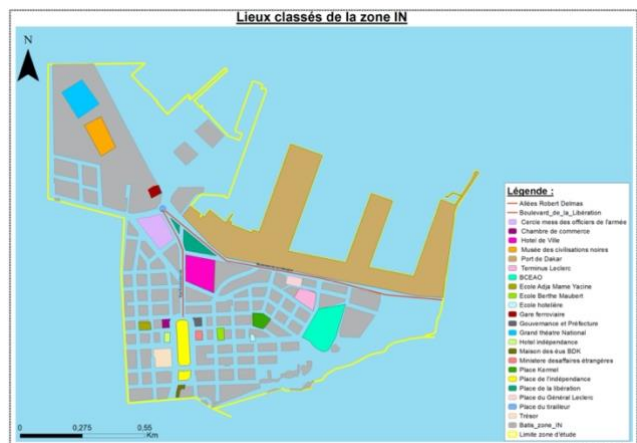 Lieux classés de la zone IN
N
Légende :
Allées Robert Delmas
Boulevard_de_la_Libération
Cercle mess des officiers de l'armée
Chambre de commerce
Hotel de Ville
Musée des civilisations noires
Port de Dakar
Terminus Leclerc
BCEAO
Ecole Adja Mame Yacine
Ecole Berthe Maubert
Ecole hotelière
Gare ferroviaire
Gouvernance et Préfecture
Grand théatre National
Hotel indépendance
Maison des élus BDK
Ministere desaffaires étrangères
Place Kermel
Place de l'indépendance
Place de la libération
Place du Général Leclerc
Place du tirailleur
Trésor
Batis_zone_IN
Limite zone d'étude
0 0,275 0,55
Km